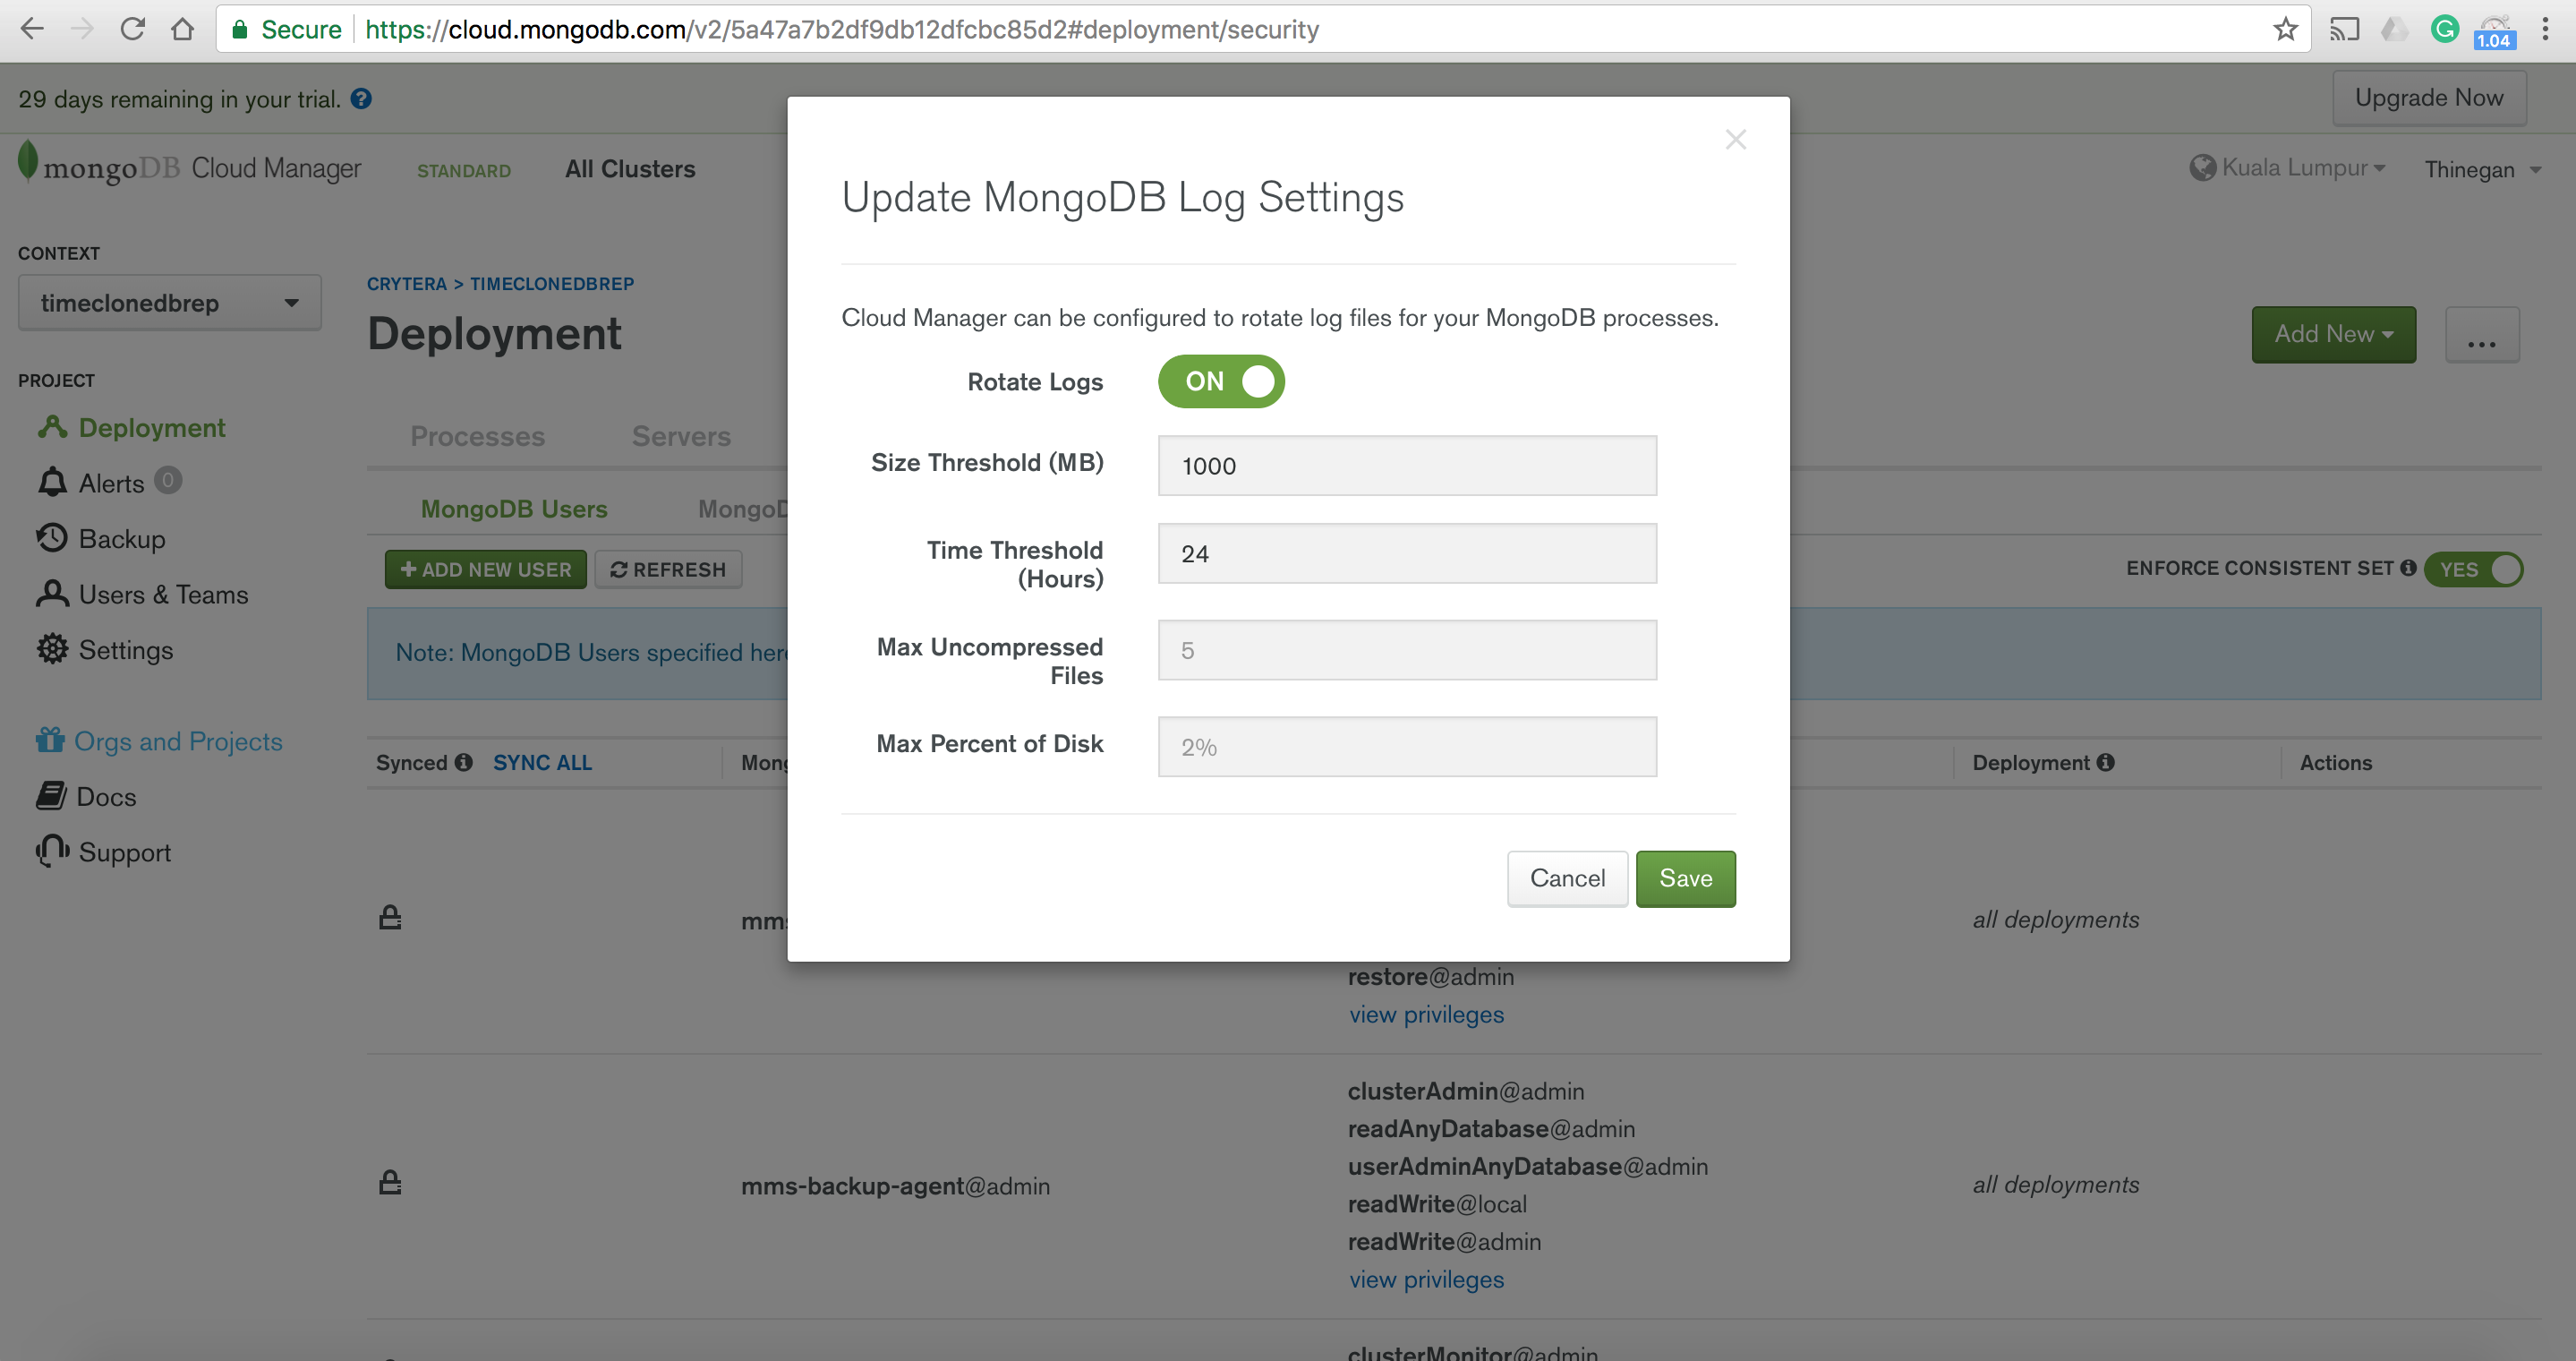 Secure https://cloud.mongodb.com/v2/5a47a7b2df9db12dfcbc85d2#deployment/security
1.04
29 days remaining in your trial. ?
Upgrade Now
mongoDB Cloud Manager STANDARD All Clusters
Kuala Lumpur Thinegan
CONTEXT
timeclonedbrep
PROJECT
Deployment
Alerts 0
Backup
Users & Teams
Settings
Orgs and Projects
Docs
Support
CRYTERA > TIMECLONEDBREP
Deployment
Add New ...
Processes Servers
MongoDB Users MongoD
+ ADD NEW USER REFRESH
ENFORCE CONSISTENT SET YES
Note: MongoDB Users specified here
Synced SYNC ALL Mong Deployment Actions
Update MongoDB Log Settings
Cloud Manager can be configured to rotate log files for your MongoDB processes.
Rotate Logs ON
Size Threshold (MB) 1000
Time Threshold
(Hours) 24
Max Uncompressed
Files 5
Max Percent of Disk 2%
Cancel Save
mms all deployments
restore@admin
view privileges
clusterAdmin@admin
readAnyDatabase@admin
userAdminAnyDatabase@admin
mms-backup-agent@admin all deployments
readWrite@local
readWrite@admin
view privileges
clusterMonitor@admin